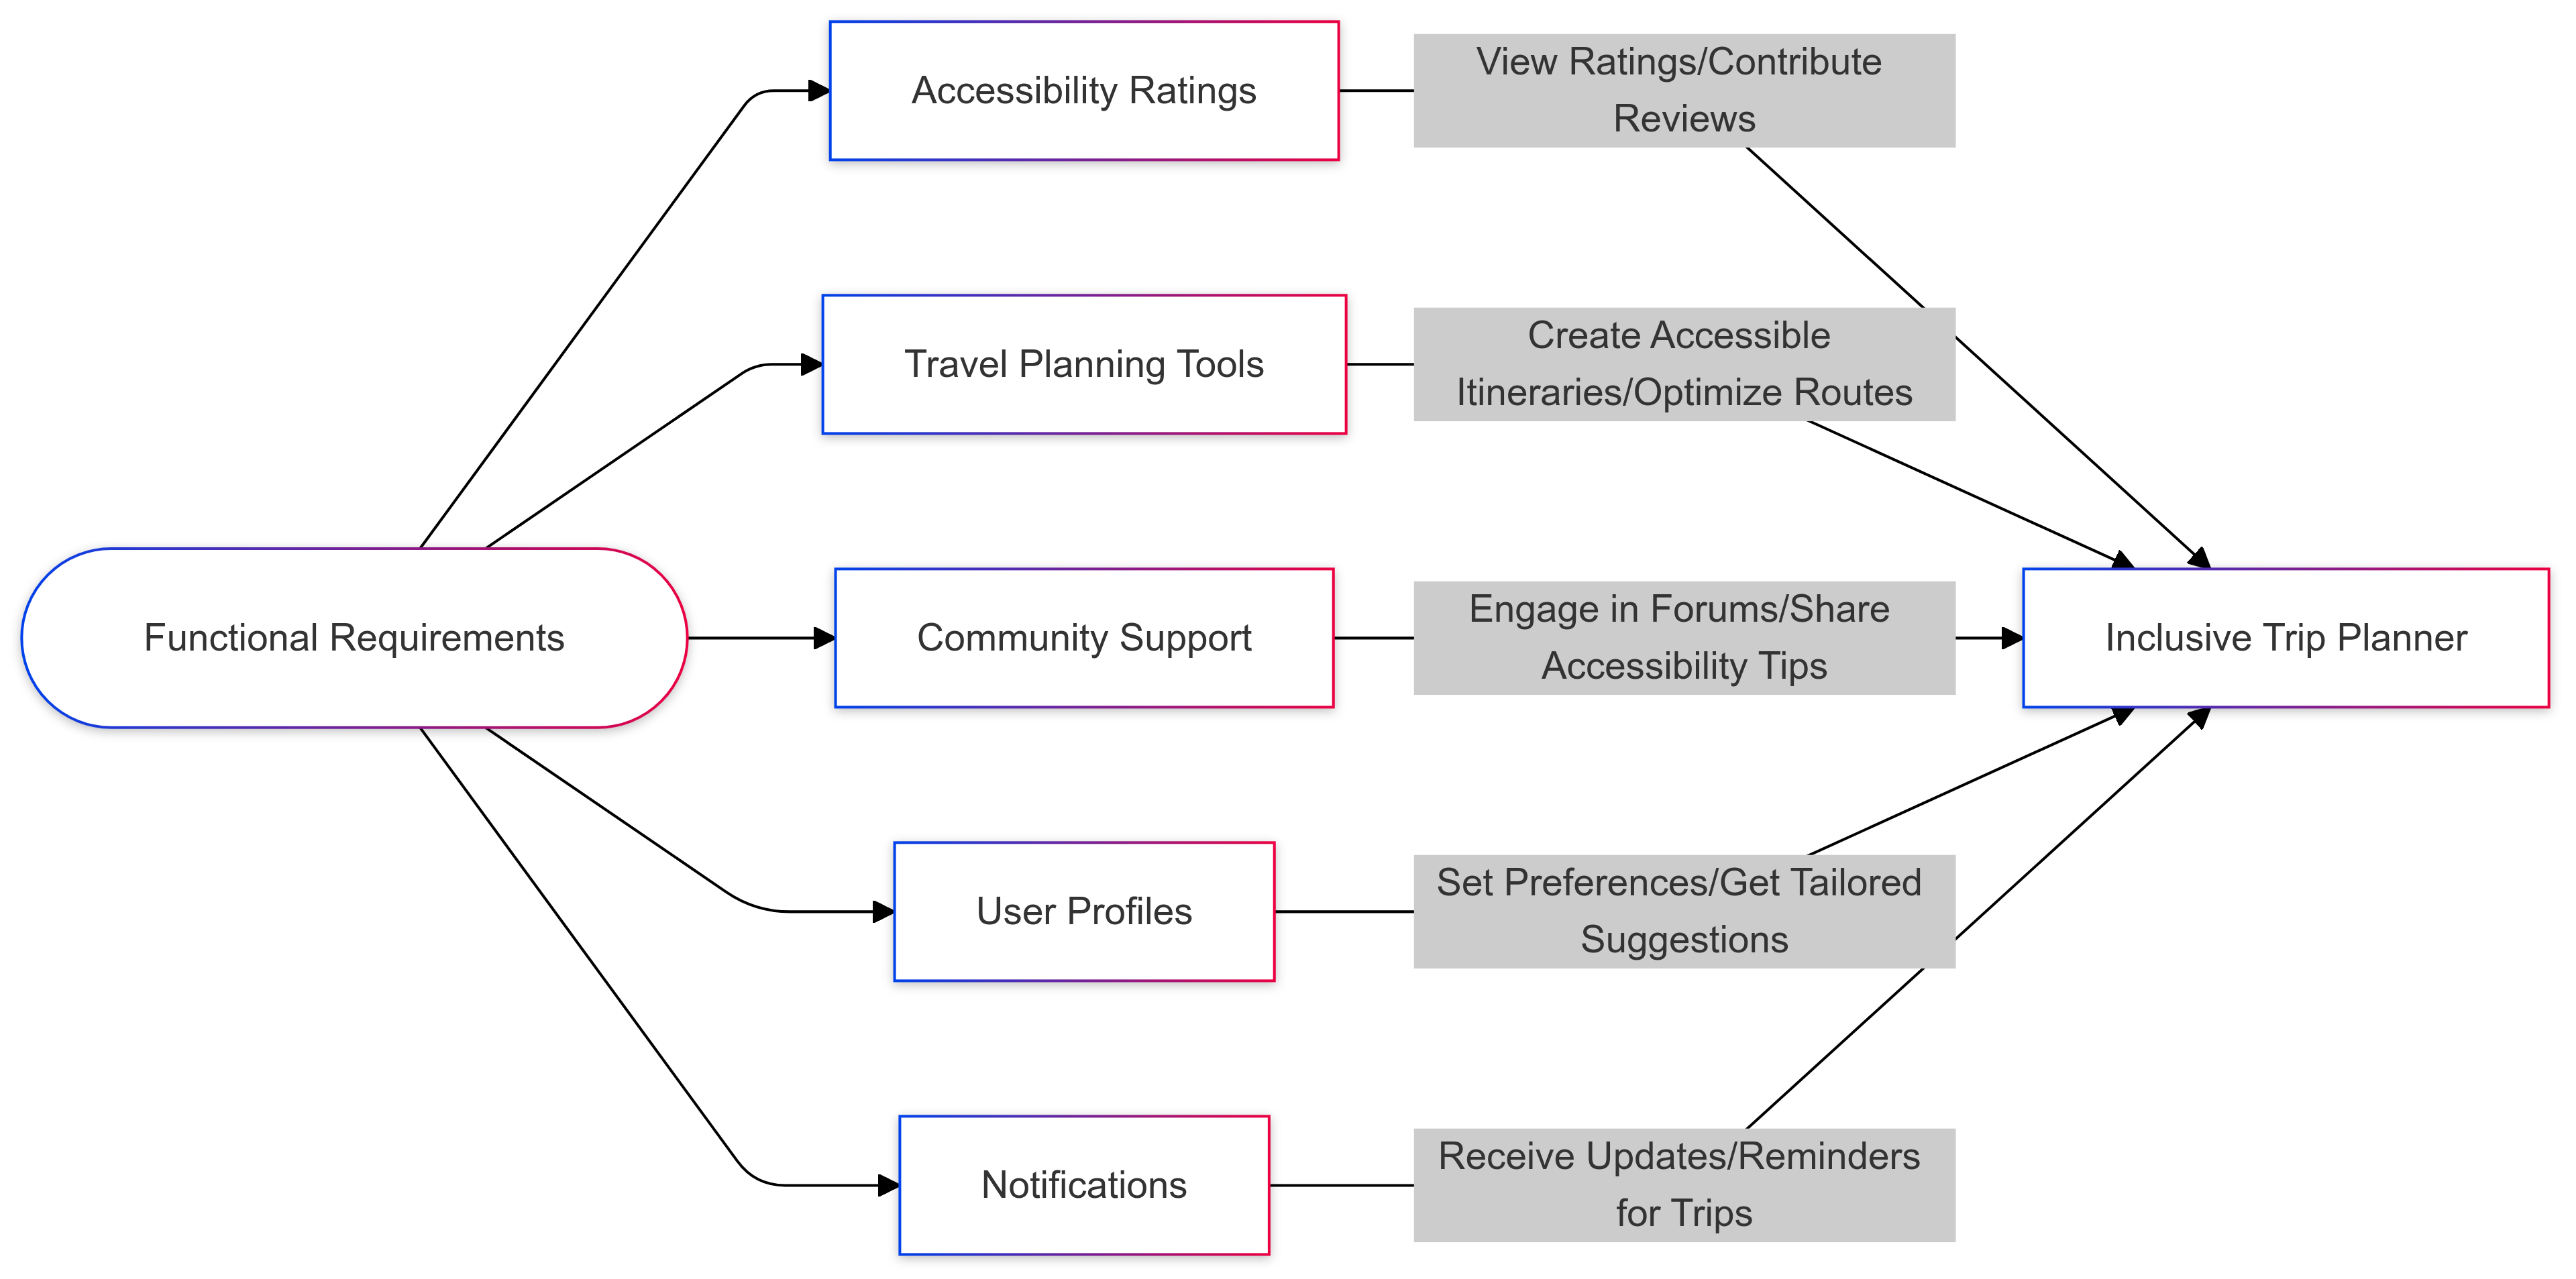 Accessibility Ratings
View Ratings/Contribute
Reviews
Travel Planning Tools
Create Accessible
Itineraries/Optimize Routes
Functional Requirements
Community Support
Engage in Forums/Share
Accessibility Tips
Inclusive Trip Planner
User Profiles
Set Preferences/Get Tailored
Suggestions
Notifications
Receive Updates/Reminders
for Trips